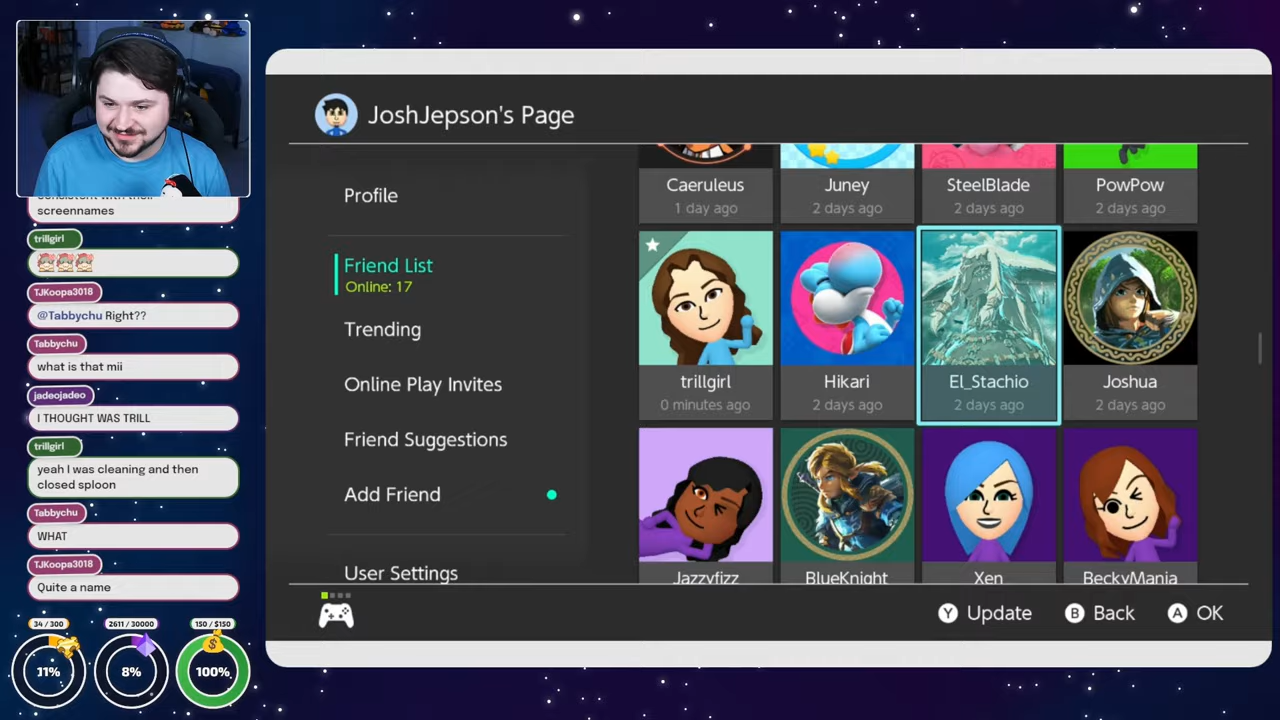 consistent with their
screennames
trillgirl
TJKoopa3018
@Tabbychu Right??
Tabbychu
what is that mii
jadeojadeo
I THOUGHT WAS TRILL
trillgirl
yeah I was cleaning and then
closed sploon
Tabbychu
WHAT
TJKoopa3018
Quite a name
34 / 300
2611 / 30000
150 / $150
11%
8%
100%
JoshJepson's Page
Profile
Friend List
Online: 17
Trending
Online Play Invites
Friend Suggestions
Add Friend
User Settings
Caeruleus
1 day ago
Juney
2 days ago
SteelBlade
2 days ago
PowPow
2 days ago
trillgirl
0 minutes ago
Hikari
2 days ago
El_Stachio
2 days ago
Joshua
2 days ago
Jazzyfizz
BlueKnight
Xen
BeckyMania
Y Update
B Back
A OK